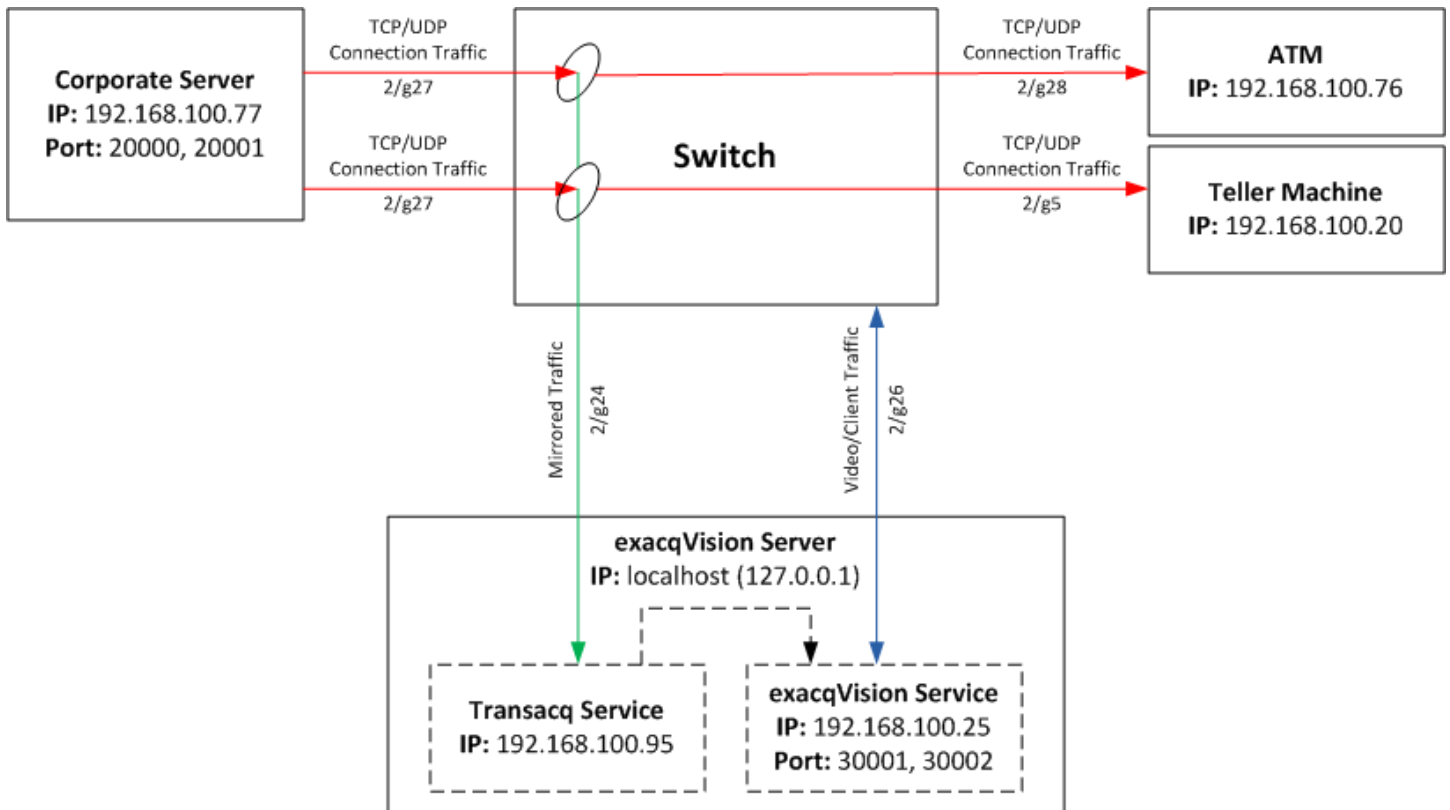 Corporate Server
IP: 192.168.100.77
Port: 20000, 20001
TCP/UDP
Connection Traffic
2/g27
TCP/UDP
Connection Traffic
2/g27
Switch
TCP/UDP
Connection Traffic
2/g28
TCP/UDP
Connection Traffic
2/g5
ATM
IP: 192.168.100.76
Teller Machine
IP: 192.168.100.20
Mirrored Traffic
2/g24
Video/Client Traffic
2/g26
exacqVision Server
IP: localhost (127.0.0.1)
Transacq Service
IP: 192.168.100.95
exacqVision Service
IP: 192.168.100.25
Port: 30001, 30002